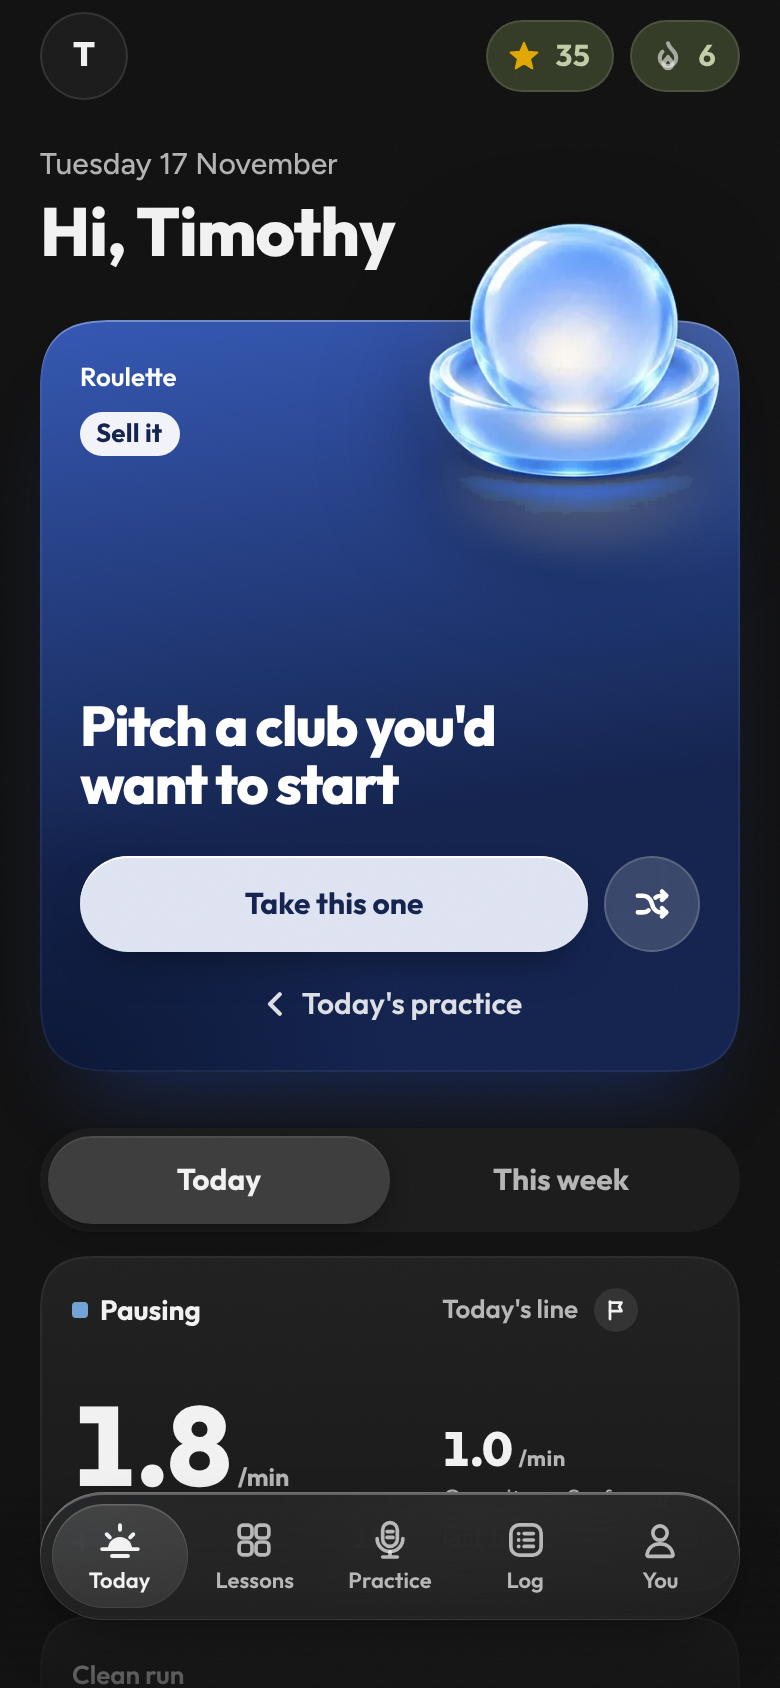 T
35
6
Tuesday 17 November
Hi, Timothy
Roulette
Sell it
Pitch a club you'd
want to start
Take this one
Today's practice
Today
This week
Pausing
Today's line
1.8 /min
1.0 /min
Today
Lessons
Practice
Log
You
Clean run